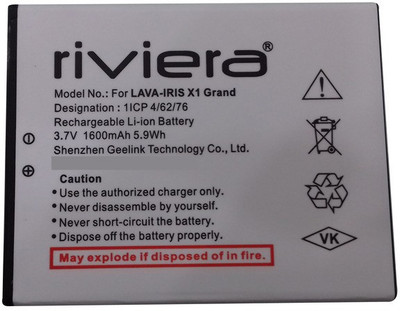 riviera®
Model No.: For LAVA-IRIS X1 Grand
Designation : 1ICP 4/62/76
Rechargeable Li-ion Battery
3.7V 1600mAh 5.9Wh
Shenzhen Geelink Technology Co., Ltd.
Caution:
• Use the authorized charger only.
• Never disassemble by yourself.
• Never short-circuit the battery.
• Dispose off the battery properly.
May explode if disposed of in fire.
VK